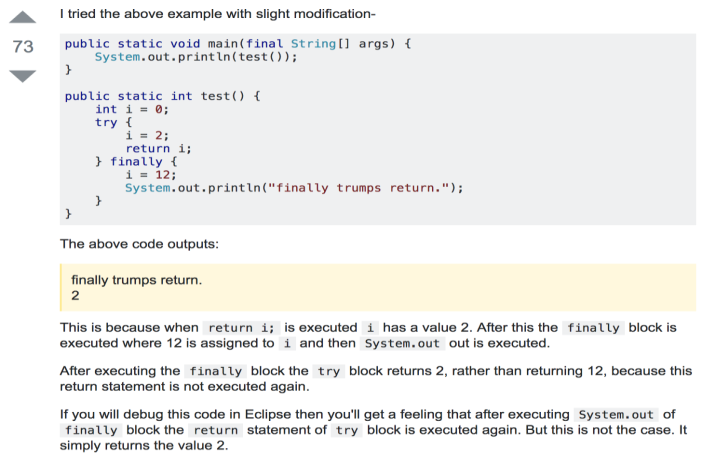 I tried the above example with slight modification-
73
public static void main(final String[] args) {
    System.out.println(test());
}
public static int test() {
    int i = 0;
    try {
        i = 2;
        return i;
    } finally {
        i = 12;
        System.out.println("finally trumps return.");
    }
}
The above code outputs:
finally trumps return.
2
This is because when return i; is executed i has a value 2. After this the finally block is
executed where 12 is assigned to i and then System.out out is executed.
After executing the finally block the try block returns 2, rather than returning 12, because this
return statement is not executed again.
If you will debug this code in Eclipse then you'll get a feeling that after executing System.out of
finally block the return statement of try block is executed again. But this is not the case. It
simply returns the value 2.